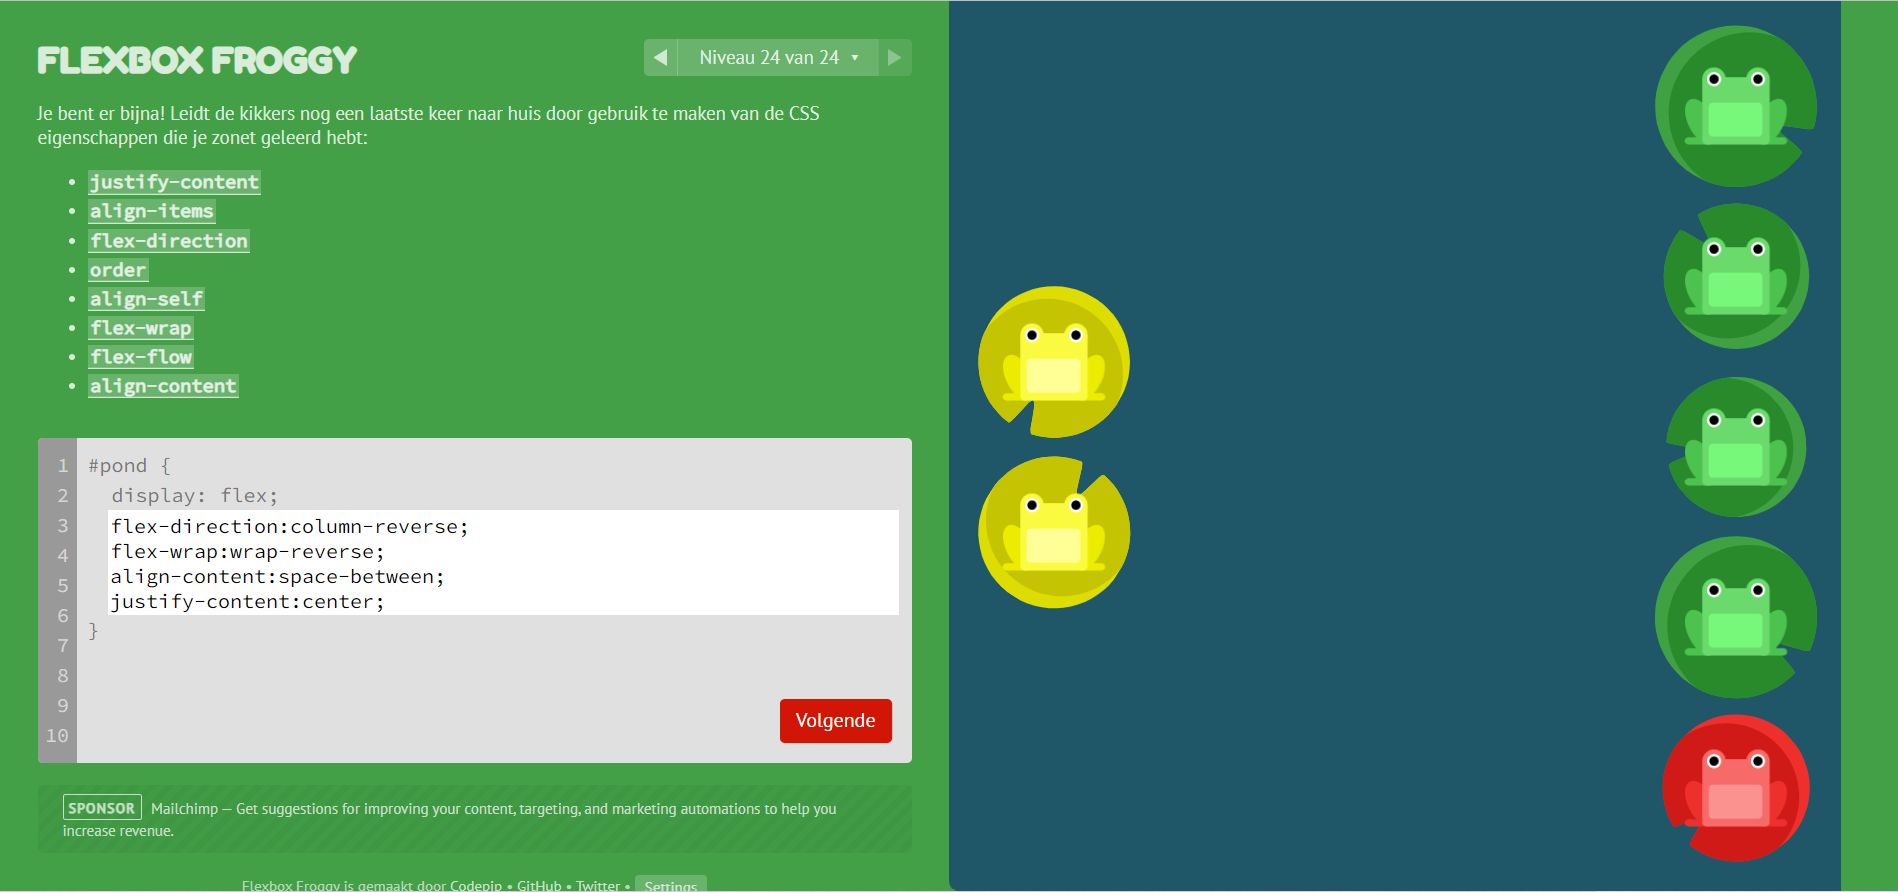 FLEXBOX FROGGY
Niveau 24 van 24
Je bent er bijna! Leidt de kikkers nog een laatste keer naar huis door gebruik te maken van de CSS
eigenschappen die je zonet geleerd hebt:
• justify-content
• align-items
• flex-direction
• order
• align-self
• flex-wrap
• flex-flow
• align-content
1 #pond {
2 display: flex;
3 flex-direction:column-reverse;
4 flex-wrap:wrap-reverse;
5 align-content:space-between;
6 justify-content:center;
7 }
8
9
10
Volgende
SPONSOR Mailchimp — Get suggestions for improving your content, targeting, and marketing automations to help you
increase revenue.
Flexbox Froggy is gemaakt door Codepip • GitHub • Twitter • Settings